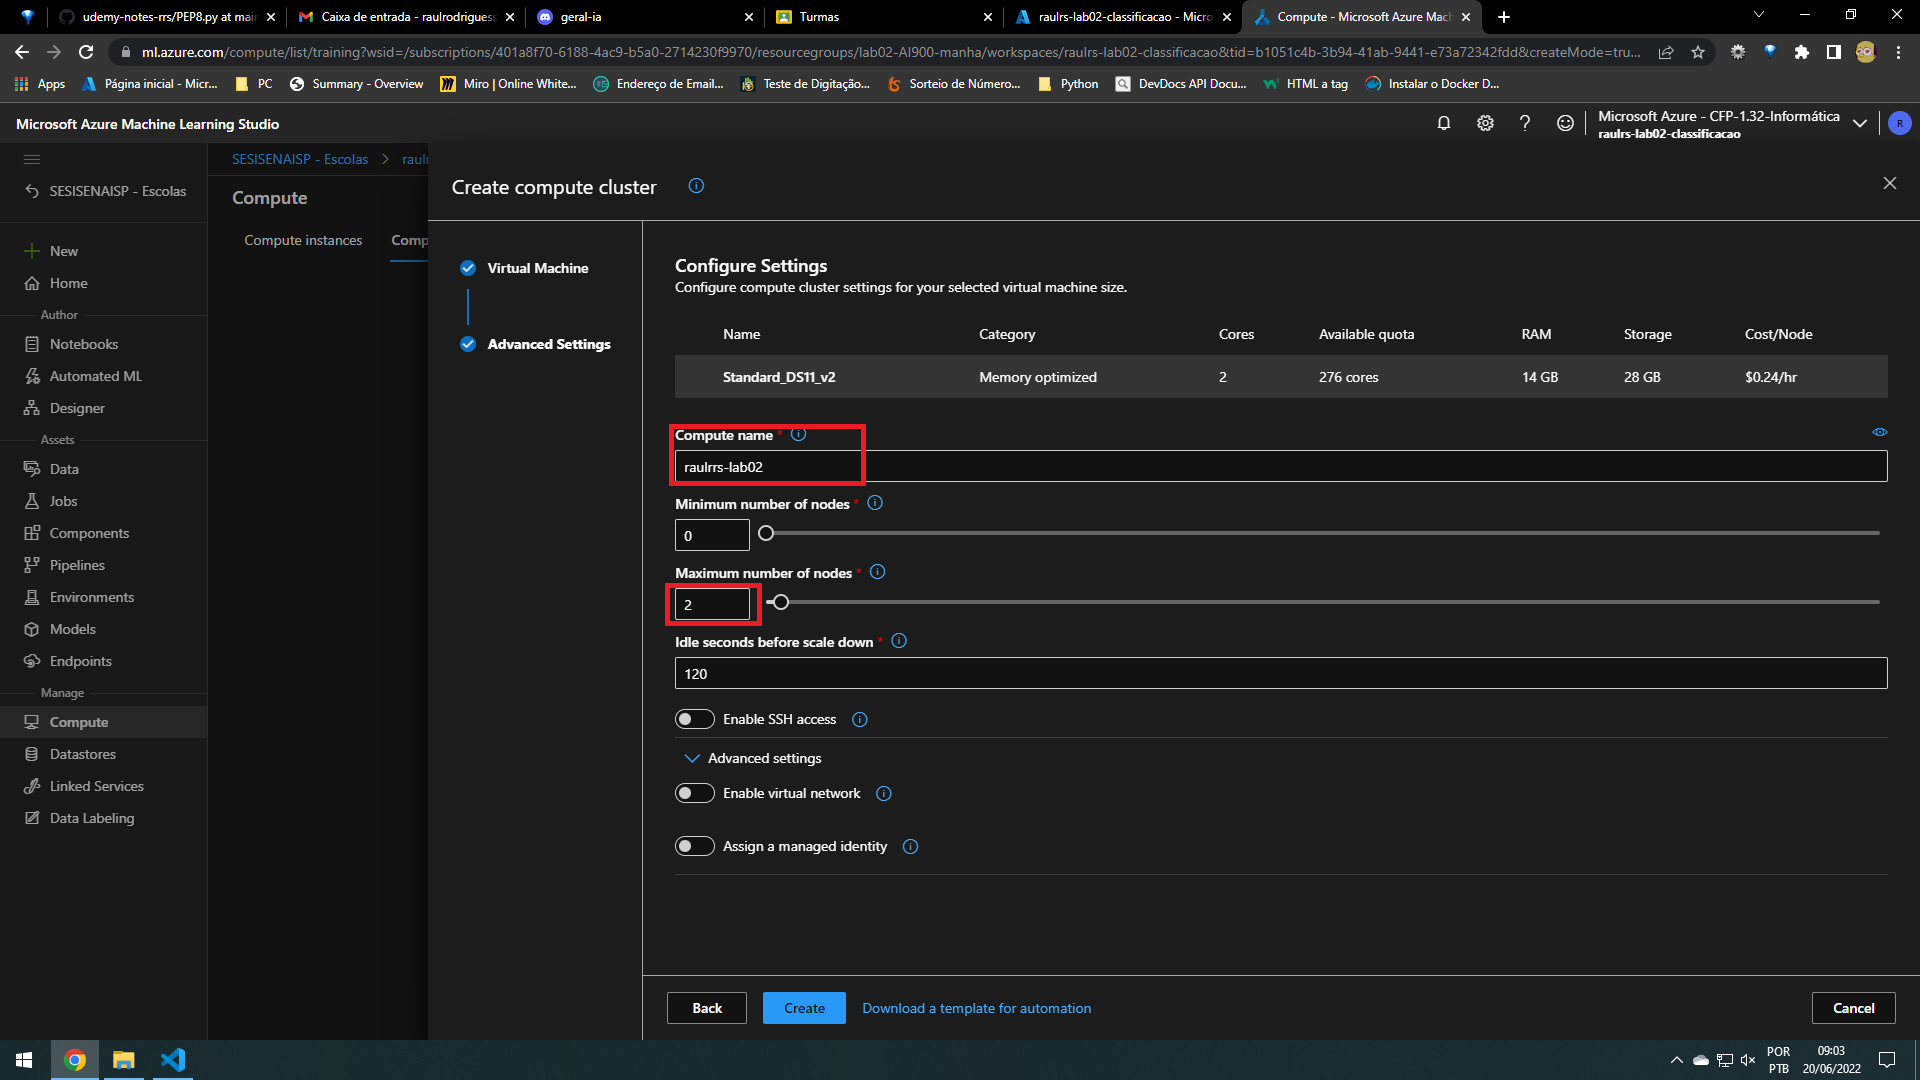 udemy-notes-rrs/PEP8.py at mair
Caixa de entrada - raulrodrigues
geral-ia
Turmas
raulrs-lab02-classificacao - Micro
Compute - Microsoft Azure Mach
ml.azure.com/compute/list/training?wsid=/subscriptions/401a8f70-6188-4ac9-b5a0-2714230f9970/resourcegroups/lab02-AI900-manha/workspaces/raulrs-lab02-classificacao&tid=b1051c4b-3b94-41ab-9441-e73a72342fdd&createMode=tru...
Apps
Página inicial - Micr...
PC
Summary - Overview
Miro | Online White...
Endereço de Email...
Teste de Digitação...
Sorteio de Número...
Python
DevDocs API Docu...
HTML a tag
Instalar o Docker D...
Microsoft Azure Machine Learning Studio
Microsoft Azure - CFP-1.32-Informática
raulrs-lab02-classificacao
R
SESISENAISP - Escolas
New
Home
Author
Notebooks
Automated ML
Designer
Assets
Data
Jobs
Components
Pipelines
Environments
Models
Endpoints
Manage
Compute
Datastores
Linked Services
Data Labeling
SESISENAISP - Escolas > raulr
Compute
Compute instances
Comp
Create compute cluster
Virtual Machine
Advanced Settings
Configure Settings
Configure compute cluster settings for your selected virtual machine size.
Name Category Cores Available quota RAM Storage Cost/Node
Standard_DS11_v2 Memory optimized 2 276 cores 14 GB 28 GB $0.24/hr
Compute name *
raulrrs-lab02
Minimum number of nodes *
0
Maximum number of nodes *
2
Idle seconds before scale down *
120
Enable SSH access
Advanced settings
Enable virtual network
Assign a managed identity
Back
Create
Download a template for automation
Cancel
POR
PTB
09:03
20/06/2022